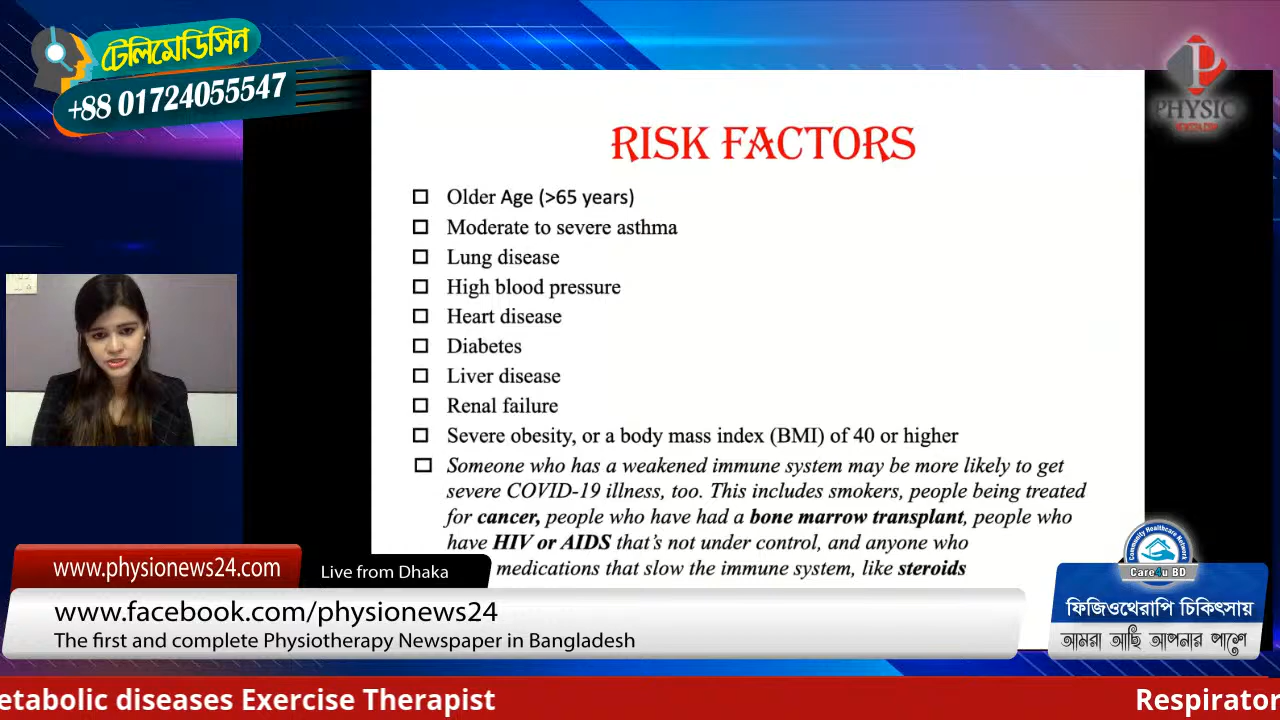 টেলিমেডিসিন
+88 01724055547
PHYSIO
RISK FACTORS
Older Age (>65 years)
Moderate to severe asthma
Lung disease
High blood pressure
Heart disease
Diabetes
Liver disease
Renal failure
Severe obesity, or a body mass index (BMI) of 40 or higher
Someone who has a weakened immune system may be more likely to get
severe COVID-19 illness, too. This includes smokers, people being treated
for cancer, people who have had a bone marrow transplant, people who
have HIV or AIDS that's not under control, and anyone who
medications that slow the immune system, like steroids
www.physionews24.com
Live from Dhaka
www.facebook.com/physionews24
The first and complete Physiotherapy Newspaper in Bangladesh
Community Healthcare Network
Care4u BD
ফিজিওথেরাপি চিকিৎসায়
আমরা আছি আপনার পাশে
etabolic diseases Exercise Therapist
Respirator